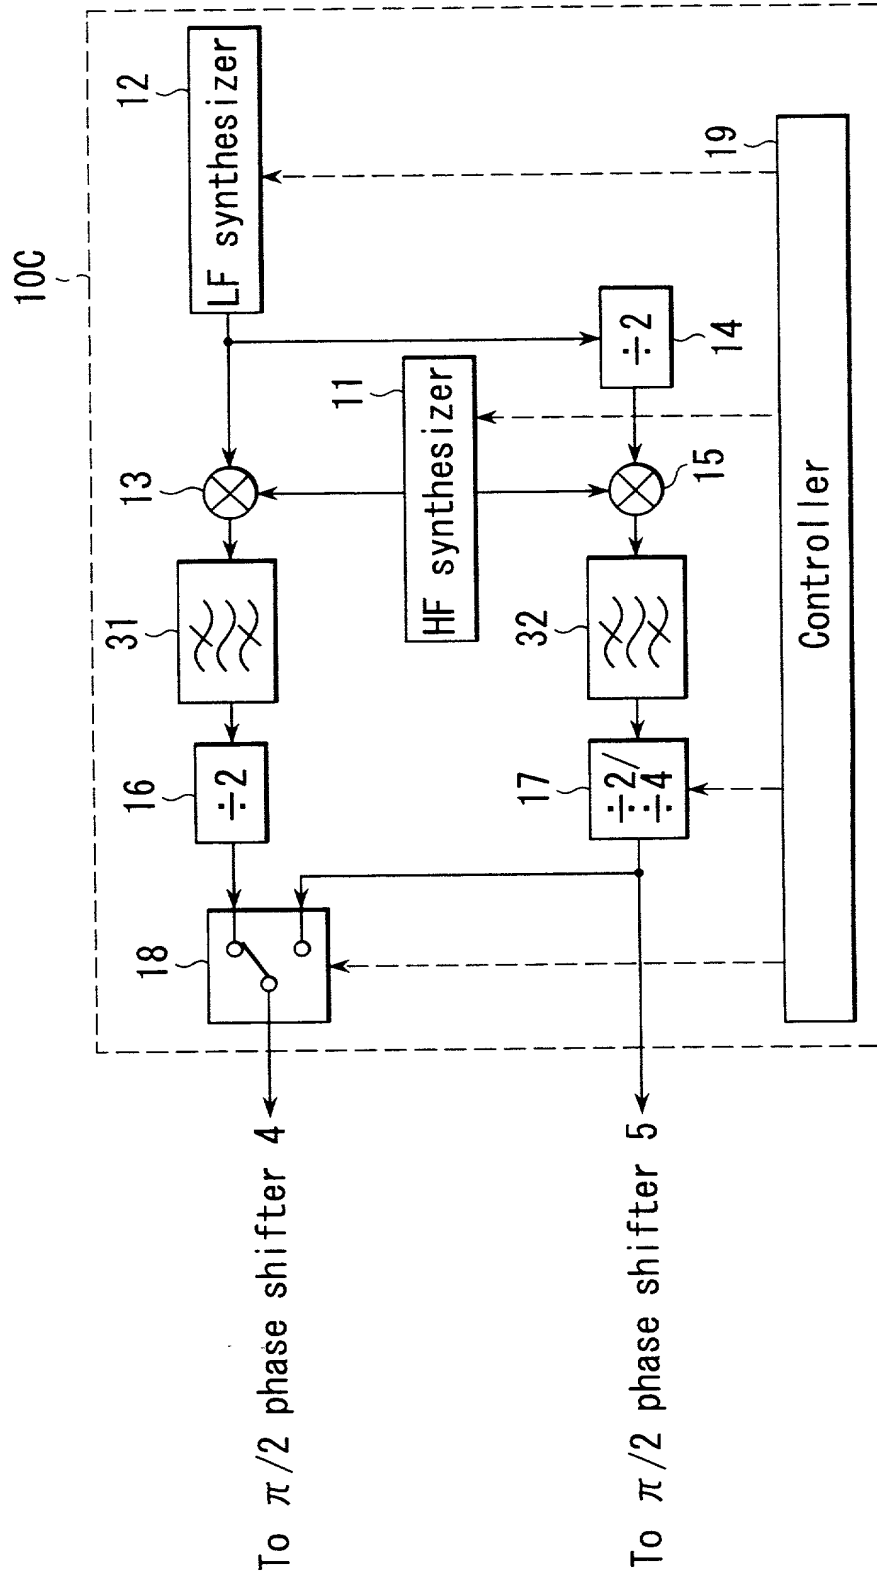 10C
12
LF synthesizer
13
31
16
÷2
18
To π/2 phase shifter 4
11
HF synthesizer
÷2
14
15
32
17
÷2/
÷4
To π/2 phase shifter 5
19
Controller